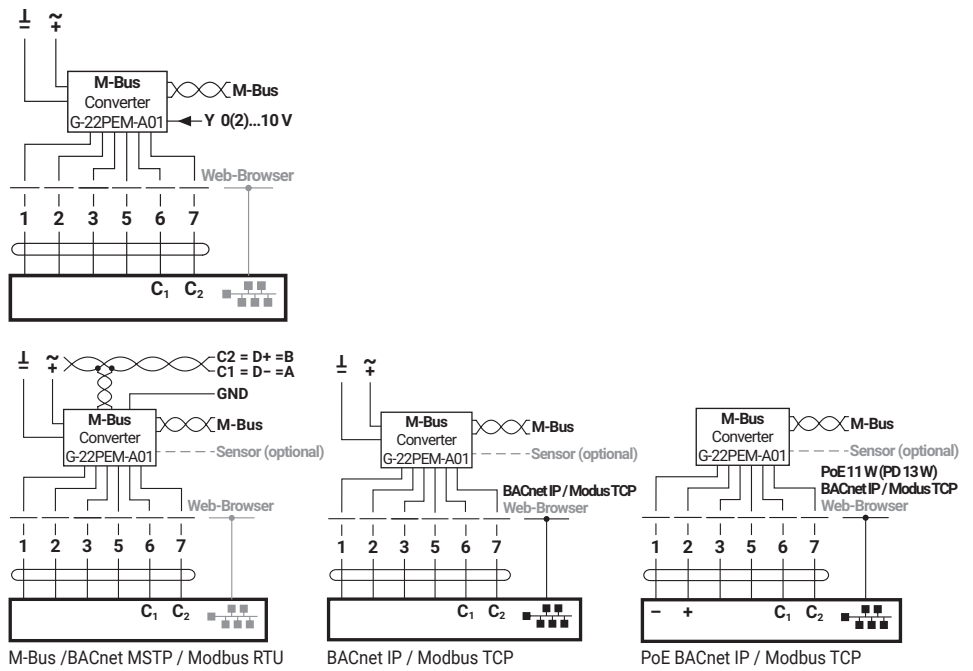 ⊥ ~
= +
M-Bus
Converter
G-22PEM-A01
M-Bus
Y 0(2)...10 V
Web-Browser
1 2 3 5 6 7
C₁ C₂
⊥ ~
= +
C2 = D+ =B
C1 = D− =A
GND
M-Bus
Converter
G-22PEM-A01
M-Bus
Sensor (optional)
Web-Browser
1 2 3 5 6 7
C₁ C₂
M-Bus /BACnet MSTP / Modbus RTU
⊥ ~
= +
M-Bus
Converter
G-22PEM-A01
M-Bus
Sensor (optional)
BACnet IP / Modus TCP
Web-Browser
1 2 3 5 6 7
C₁ C₂
BACnet IP / Modbus TCP
M-Bus
Converter
G-22PEM-A01
M-Bus
Sensor (optional)
PoE 11 W (PD 13 W)
BACnet IP / Modus TCP
Web-Browser
1 2 3 5 6 7
− + C₁ C₂
PoE BACnet IP / Modbus TCP